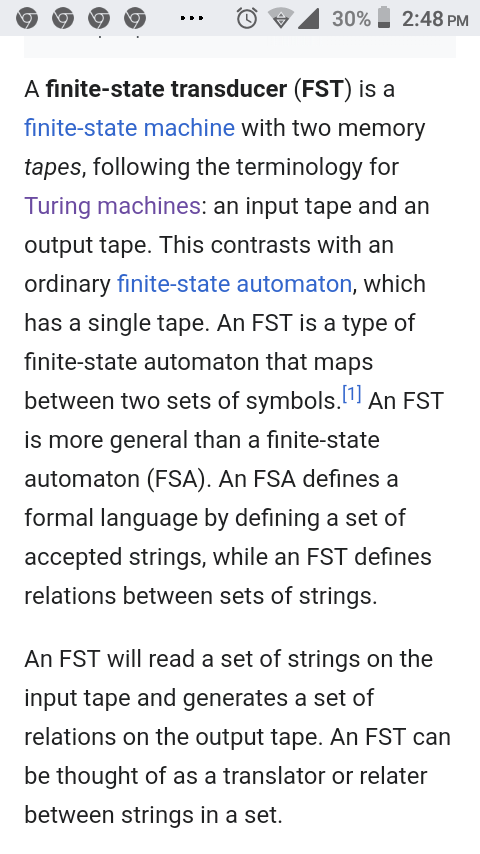 30% 2:48 PM
A finite-state transducer (FST) is a
finite-state machine with two memory
tapes, following the terminology for
Turing machines: an input tape and an
output tape. This contrasts with an
ordinary finite-state automaton, which
has a single tape. An FST is a type of
finite-state automaton that maps
between two sets of symbols.[1] An FST
is more general than a finite-state
automaton (FSA). An FSA defines a
formal language by defining a set of
accepted strings, while an FST defines
relations between sets of strings.
An FST will read a set of strings on the
input tape and generates a set of
relations on the output tape. An FST can
be thought of as a translator or relater
between strings in a set.